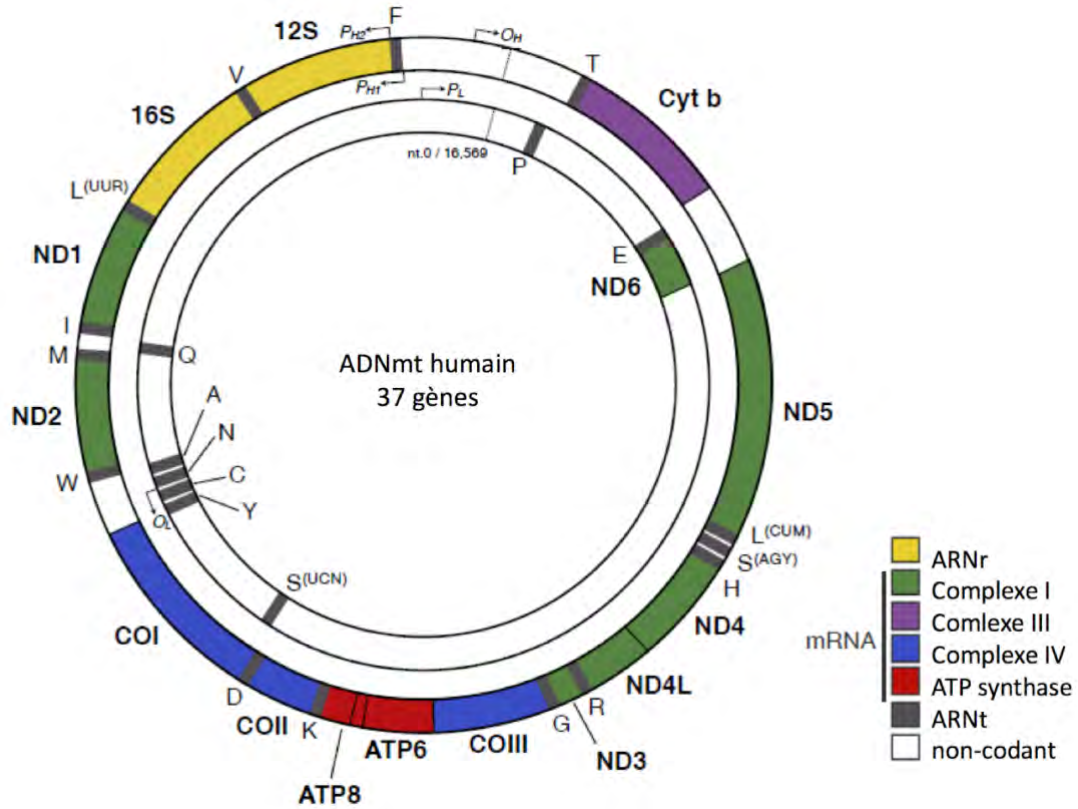 F
12S
P_H2
O_H
T
V
P_H1
P_L
Cyt b
16S
nt.0 / 16,569
P
L(UUR)
E
ND1
ND6
I
M
Q
ADNmt humain
37 gènes
A
ND2
N
ND5
C
W
Y
O_L
L(CUM)
S(AGY)
H
S(UCN)
ND4
COI
D
ND4L
COII
K
R
G
ATP6
COIII
ND3
ATP8
ARNr
mRNA
Complexe I
Comlexe III
Complexe IV
ATP synthase
ARNt
non-codant